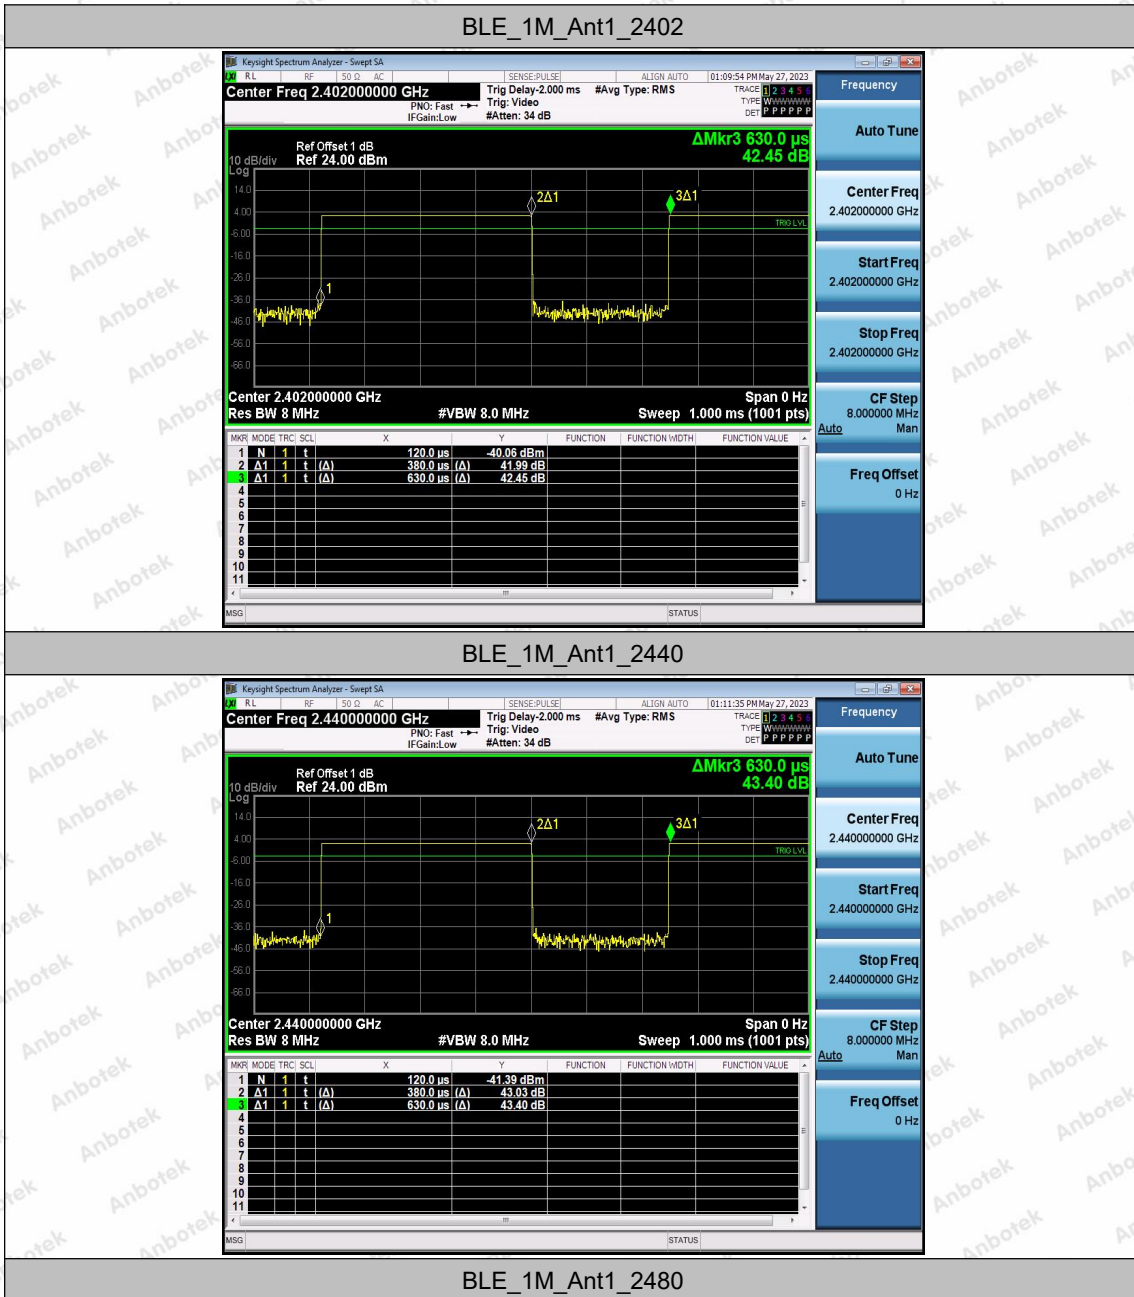 BLE_1M_Ant1_2402
Keysight Spectrum Analyzer - Swept SA
LXI RL RF 50 Ω AC SENSE:PULSE ALIGN AUTO 01:09:54 PM May 27, 2023
Center Freq 2.402000000 GHz Trig Delay-2.000 ms #Avg Type: RMS TRACE 1 2 3 4 5 6
PNO: Fast Trig: Video TYPE WWWWWW
IFGain:Low #Atten: 34 dB DET P P P P P P
Frequency
Auto Tune
Center Freq
2.402000000 GHz
Start Freq
2.402000000 GHz
Stop Freq
2.402000000 GHz
CF Step
8.000000 MHz
Auto Man
Freq Offset
0 Hz
Ref Offset 1 dB ΔMkr3 630.0 µs
10 dB/div Ref 24.00 dBm 42.45 dB
Log
14.0
4.00
-6.00
-16.0
-26.0
-36.0
-46.0
-56.0
-66.0
1
2Δ1
3Δ1
TRIG LVL
Center 2.402000000 GHz Span 0 Hz
Res BW 8 MHz #VBW 8.0 MHz Sweep 1.000 ms (1001 pts)
MKR MODE TRC SCL X Y FUNCTION FUNCTION WIDTH FUNCTION VALUE
1 N 1 t 120.0 µs -40.06 dBm
2 Δ1 1 t (Δ) 380.0 µs (Δ) 41.99 dB
3 Δ1 1 t (Δ) 630.0 µs (Δ) 42.45 dB
4
5
6
7
8
9
10
11
MSG STATUS
BLE_1M_Ant1_2440
Keysight Spectrum Analyzer - Swept SA
LXI RL RF 50 Ω AC SENSE:PULSE ALIGN AUTO 01:11:35 PM May 27, 2023
Center Freq 2.440000000 GHz Trig Delay-2.000 ms #Avg Type: RMS TRACE 1 2 3 4 5 6
PNO: Fast Trig: Video TYPE WWWWWW
IFGain:Low #Atten: 34 dB DET P P P P P P
Frequency
Auto Tune
Center Freq
2.440000000 GHz
Start Freq
2.440000000 GHz
Stop Freq
2.440000000 GHz
CF Step
8.000000 MHz
Auto Man
Freq Offset
0 Hz
Ref Offset 1 dB ΔMkr3 630.0 µs
10 dB/div Ref 24.00 dBm 43.40 dB
Log
14.0
4.00
-6.00
-16.0
-26.0
-36.0
-46.0
-56.0
-66.0
1
2Δ1
3Δ1
TRIG LVL
Center 2.440000000 GHz Span 0 Hz
Res BW 8 MHz #VBW 8.0 MHz Sweep 1.000 ms (1001 pts)
MKR MODE TRC SCL X Y FUNCTION FUNCTION WIDTH FUNCTION VALUE
1 N 1 t 120.0 µs -41.39 dBm
2 Δ1 1 t (Δ) 380.0 µs (Δ) 43.03 dB
3 Δ1 1 t (Δ) 630.0 µs (Δ) 43.40 dB
4
5
6
7
8
9
10
11
MSG STATUS
BLE_1M_Ant1_2480
Anbotek